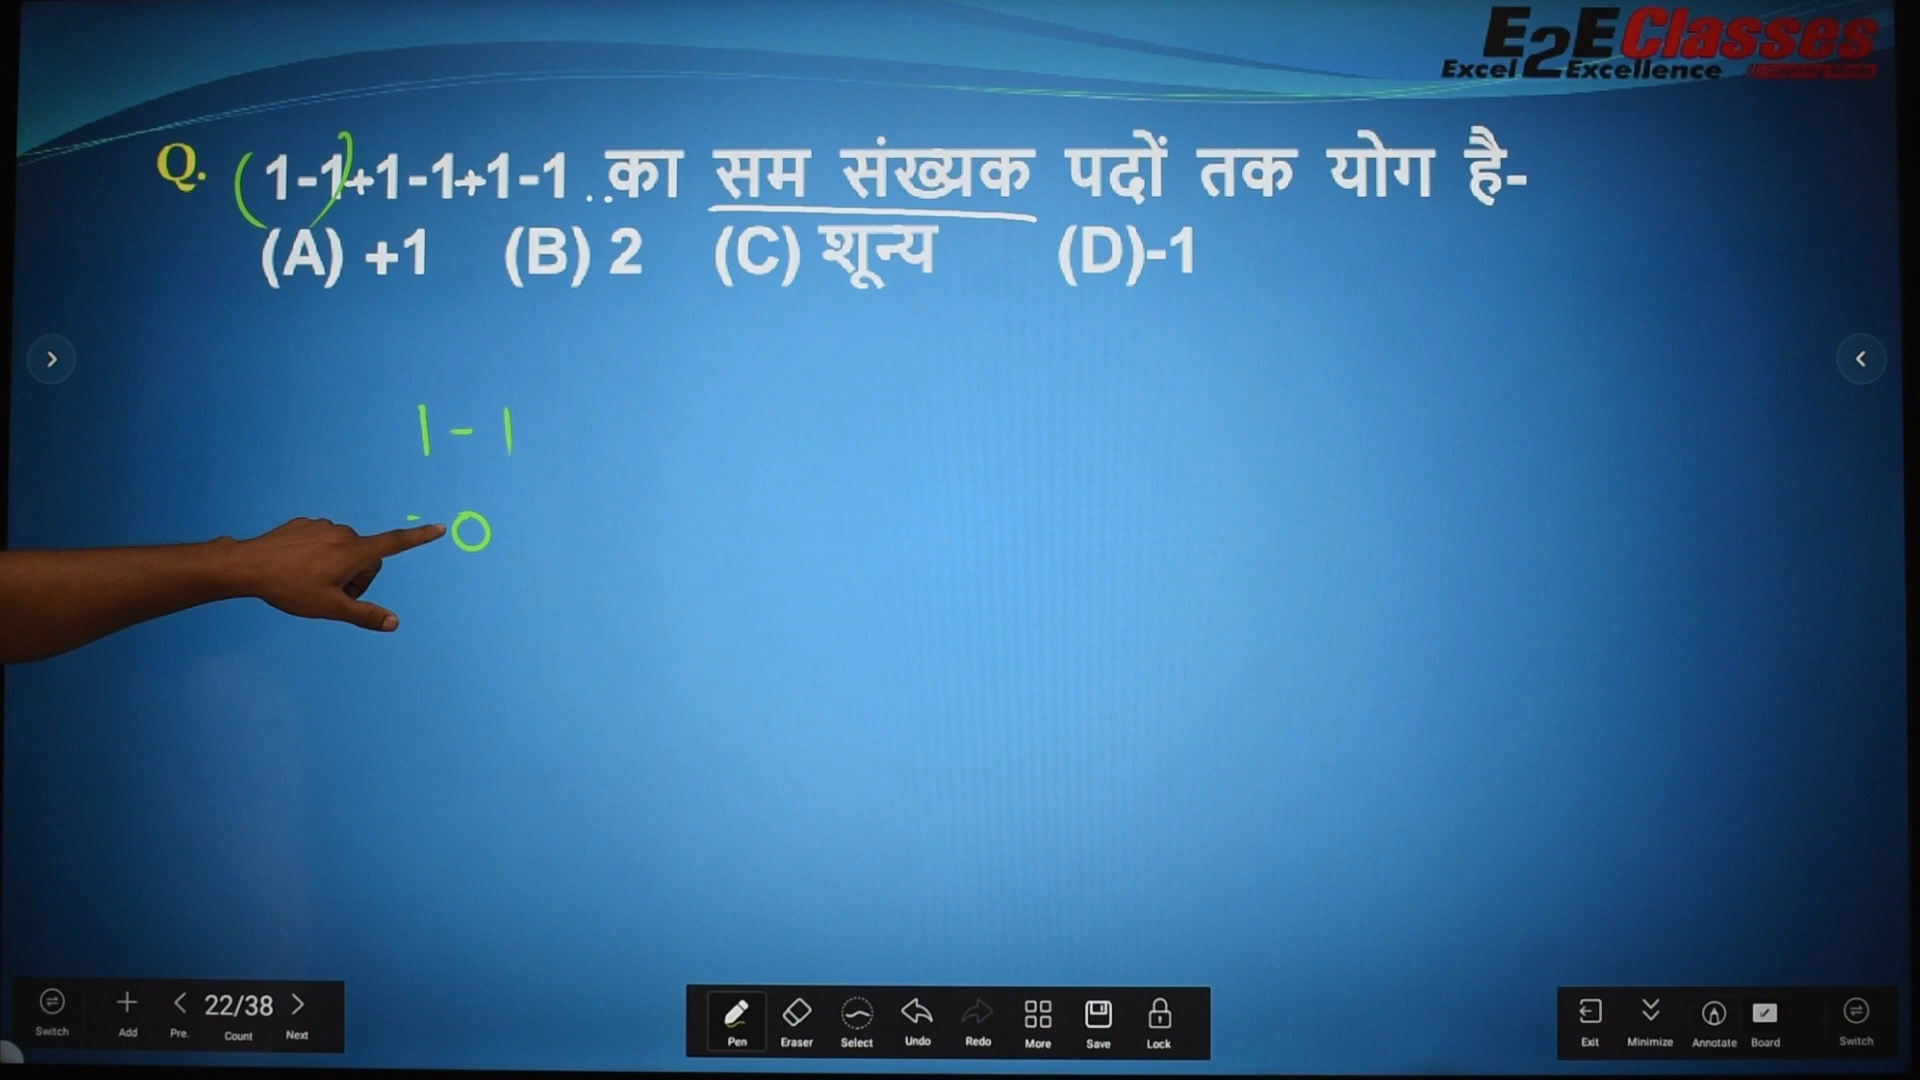 E2E Classes
Excel 2 Excellence
Q. (1-1)+1-1+1-1 ..का सम संख्यक पदों तक योग है-
(A) +1 (B) 2 (C) शून्य (D)-1
1 - 1
0
Switch Add Pre. 22/38 Count Next
Pen Eraser Select Undo Redo More Save Lock
Exit Minimize Annotate Board Switch